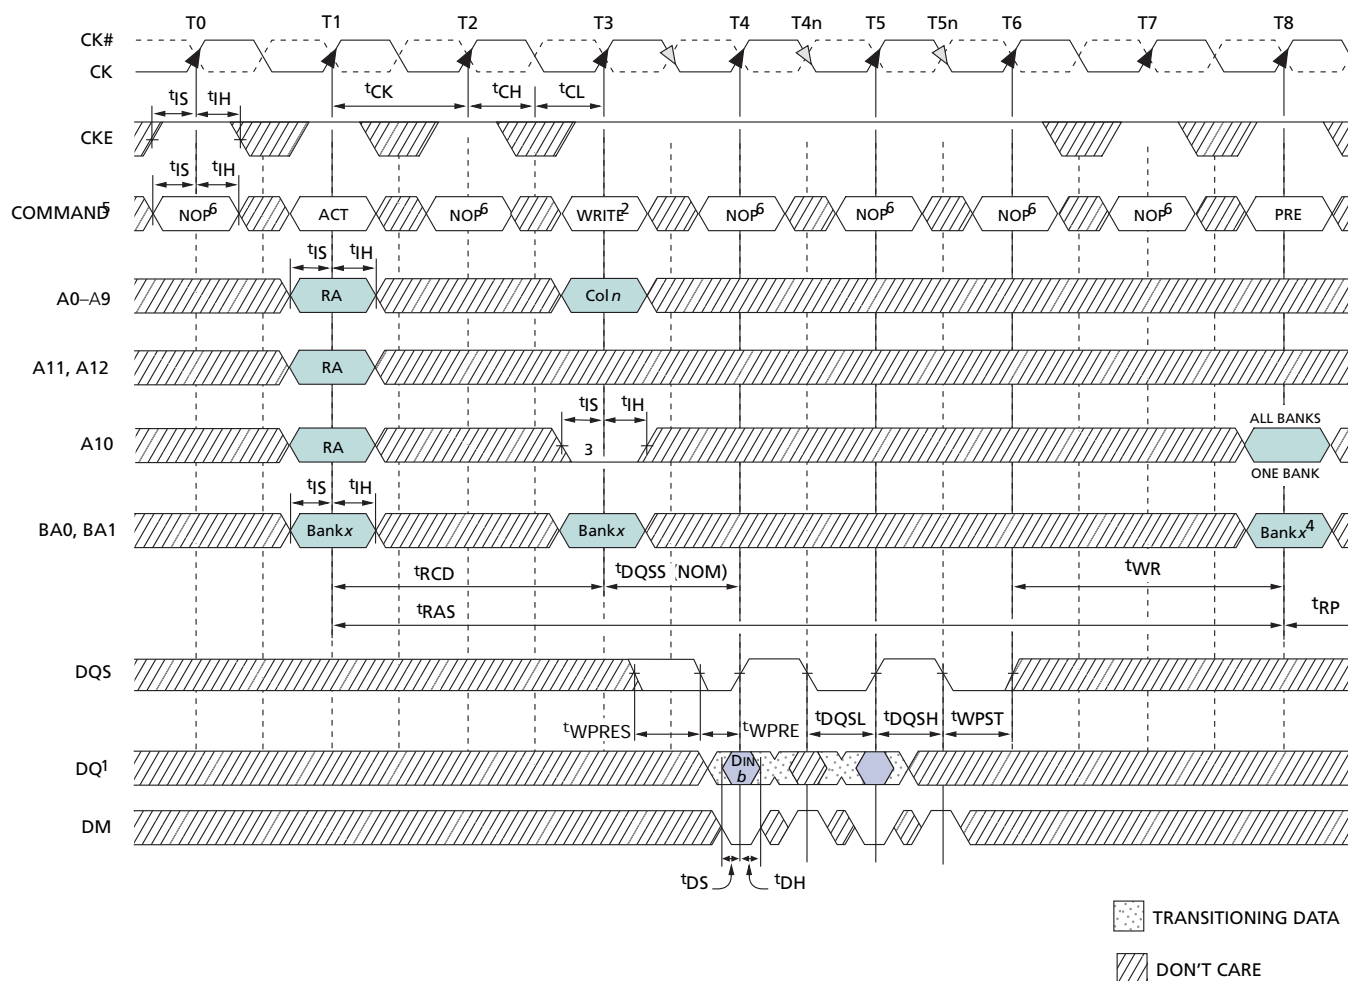 T0 T1 T2 T3 T4 T4n T5 T5n T6 T7 T8
CK#
CK
tCK tCH tCL
tIS tIH
CKE
tIS tIH
COMMAND5 NOP6 ACT NOP6 WRITE2 NOP6 NOP6 NOP6 NOP6 PRE
tIS tIH
A0–A9 RA Col n
A11, A12 RA
tIS tIH
ALL BANKS
A10 RA 3
ONE BANK
tIS tIH
BA0, BA1 Bank x Bank x Bank x4
tRCD tDQSS (NOM) tWR
tRAS tRP
DQS
tWPRES tWPRE tDQSL tDQSH tWPST
DQ1 DIN
b
DM
tDS tDH
TRANSITIONING DATA
DON'T CARE